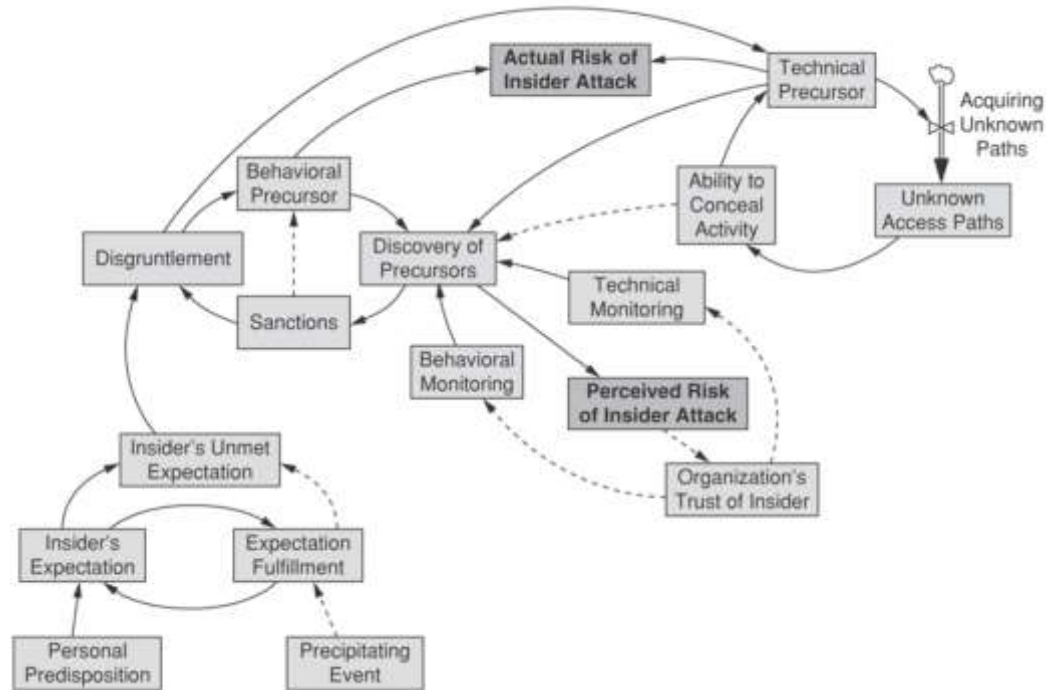 Actual Risk of
Insider Attack
Technical
Precursor
Acquiring
Unknown
Paths
Behavioral
Precursor
Ability to
Conceal
Activity
Unknown
Access Paths
Disgruntlement
Discovery of
Precursors
Technical
Monitoring
Sanctions
Behavioral
Monitoring
Perceived Risk
of Insider Attack
Insider's Unmet
Expectation
Organization's
Trust of Insider
Insider's
Expectation
Expectation
Fulfillment
Personal
Predisposition
Precipitating
Event